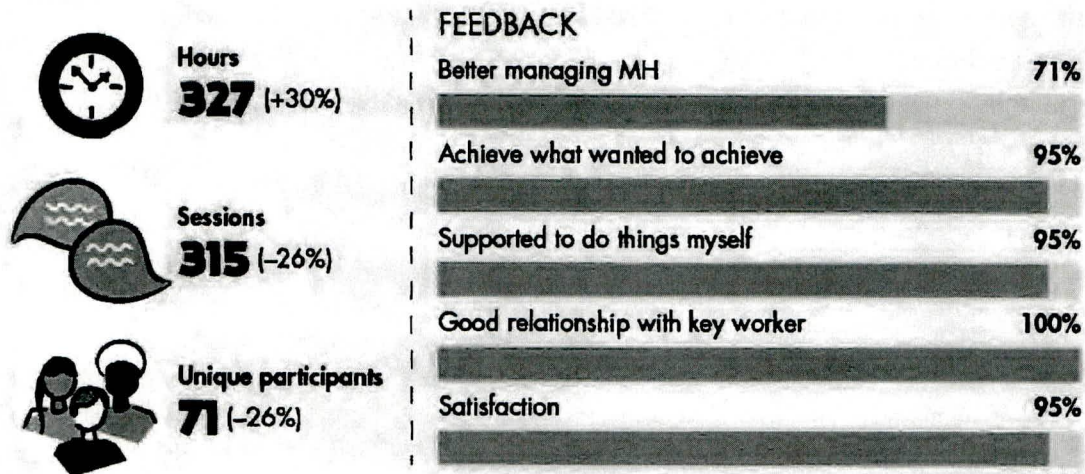 Hours
327 (+30%)
Sessions
315 (–26%)
Unique participants
71 (–26%)
FEEDBACK
Better managing MH 71%
Achieve what wanted to achieve 95%
Supported to do things myself 95%
Good relationship with key worker 100%
Satisfaction 95%